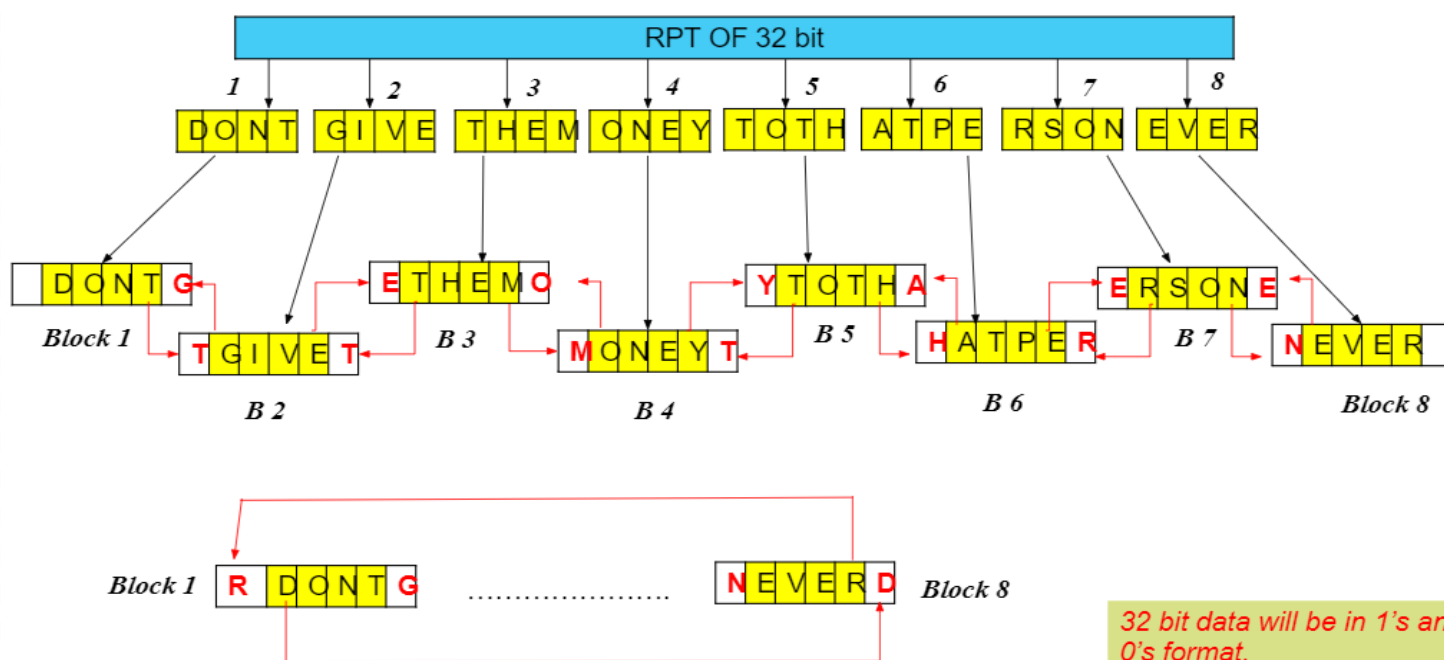 RPT OF 32 bit
1 2 3 4 5 6 7 8
DONT GIVE THEM ONEY TOTH ATPE RSON EVER
DONTG ETHEMO YTOTHA ERSONE
Block 1 B 3 B 5 B 7
TGIVET MONEYT HATPER NEVER
B 2 B 4 B 6 Block 8
Block 1 R DONTG ...................... NEVERD Block 8
32 bit data will be in 1's an
0's format.